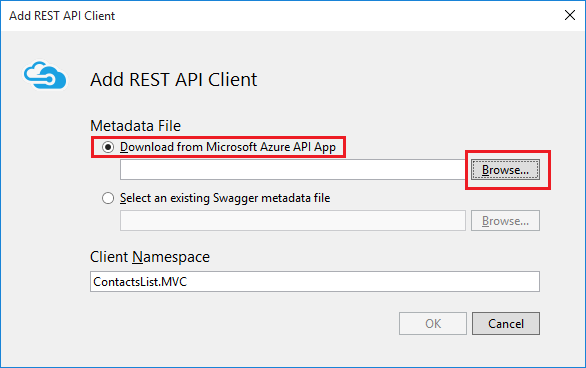 Add REST API Client
Add REST API Client
Metadata File
Download from Microsoft Azure API App
Browse...
Select an existing Swagger metadata file
Browse...
Client Namespace
ContactsList.MVC
OK
Cancel